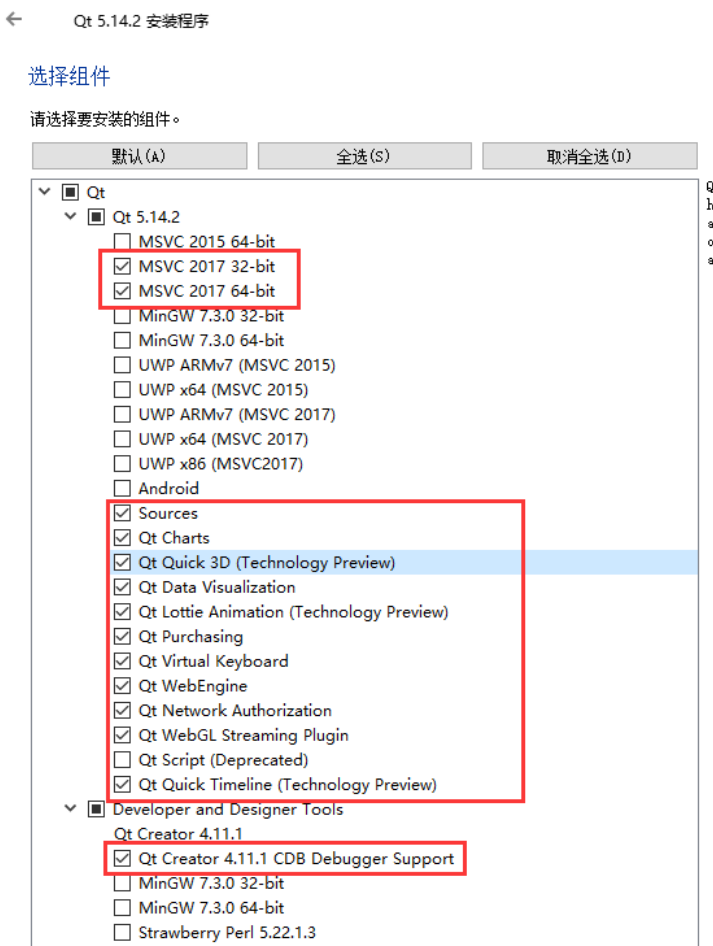 Qt 5.14.2 安装程序
选择组件
请选择要安装的组件。
默认(A) 全选(S) 取消全选(D)
Qt
Qt 5.14.2
MSVC 2015 64-bit
MSVC 2017 32-bit
MSVC 2017 64-bit
MinGW 7.3.0 32-bit
MinGW 7.3.0 64-bit
UWP ARMv7 (MSVC 2015)
UWP x64 (MSVC 2015)
UWP ARMv7 (MSVC 2017)
UWP x64 (MSVC 2017)
UWP x86 (MSVC2017)
Android
Sources
Qt Charts
Qt Quick 3D (Technology Preview)
Qt Data Visualization
Qt Lottie Animation (Technology Preview)
Qt Purchasing
Qt Virtual Keyboard
Qt WebEngine
Qt Network Authorization
Qt WebGL Streaming Plugin
Qt Script (Deprecated)
Qt Quick Timeline (Technology Preview)
Developer and Designer Tools
Qt Creator 4.11.1
Qt Creator 4.11.1 CDB Debugger Support
MinGW 7.3.0 32-bit
MinGW 7.3.0 64-bit
Strawberry Perl 5.22.1.3